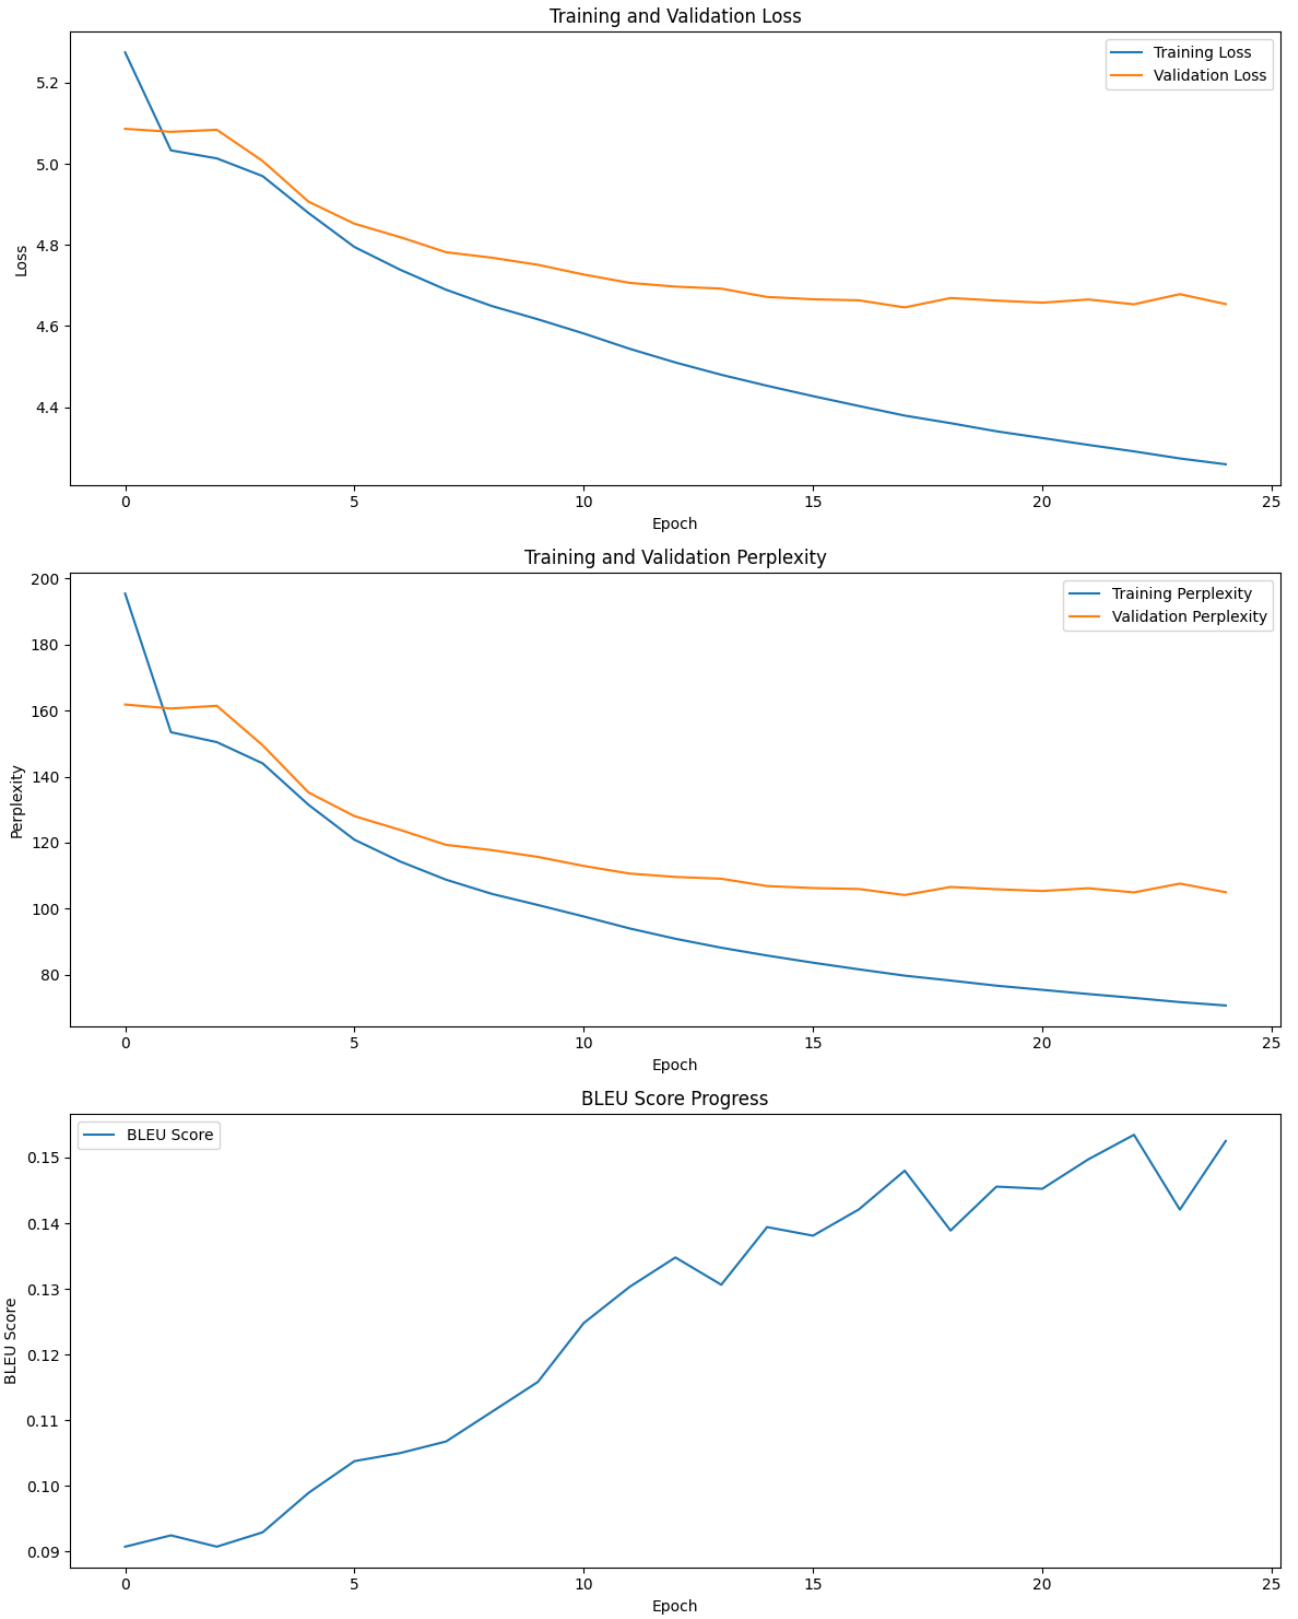 Training and Validation Loss
Training Loss
Validation Loss
5.2
5.0
4.8
4.6
4.4
Loss
0 5 10 15 20 25
Epoch
Training and Validation Perplexity
Training Perplexity
Validation Perplexity
200
180
160
140
120
100
80
Perplexity
0 5 10 15 20 25
Epoch
BLEU Score Progress
BLEU Score
0.15
0.14
0.13
0.12
0.11
0.10
0.09
BLEU Score
0 5 10 15 20 25
Epoch